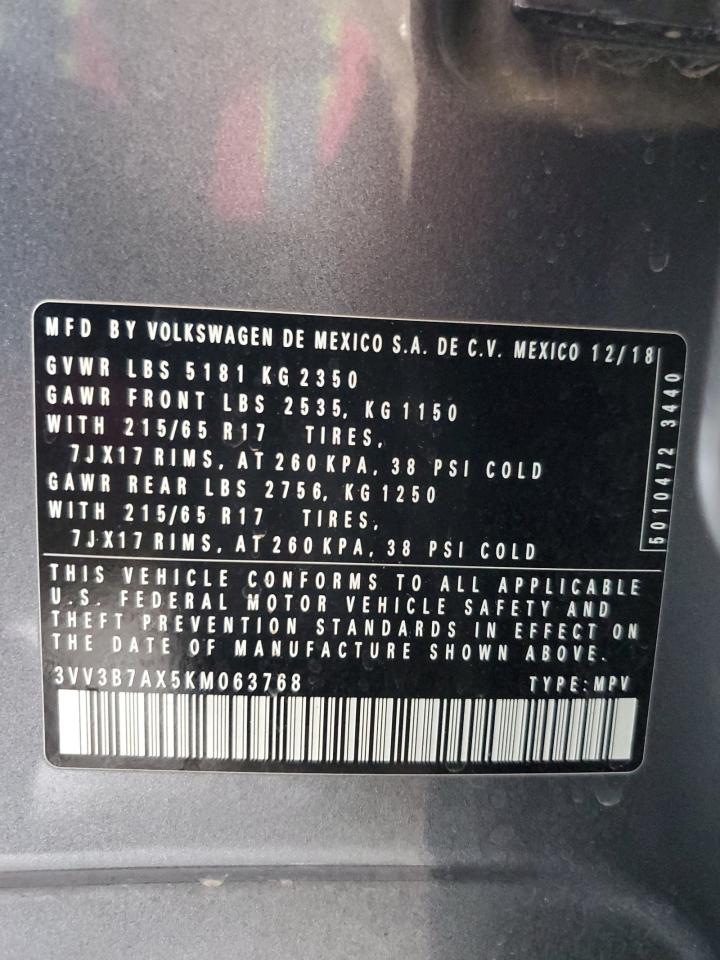 MFD BY VOLKSWAGEN DE MEXICO S.A. DE C.V. MEXICO 12/18
GVWR LBS 5181 KG 2350
GAWR FRONT LBS 2535, KG 1150
WITH 215/65 R17 TIRES,
7JX17 RIMS, AT 260 KPA, 38 PSI COLD
GAWR REAR LBS 2756, KG 1250
WITH 215/65 R17 TIRES,
7JX17 RIMS, AT 260 KPA, 38 PSI COLD
5010472 3440
THIS VEHICLE CONFORMS TO ALL APPLICABLE
U.S. FEDERAL MOTOR VEHICLE SAFETY AND
THEFT PREVENTION STANDARDS IN EFFECT ON
THE DATE OF MANUFACTURE SHOWN ABOVE.
3VV3B7AX5KM063768 TYPE: MPV